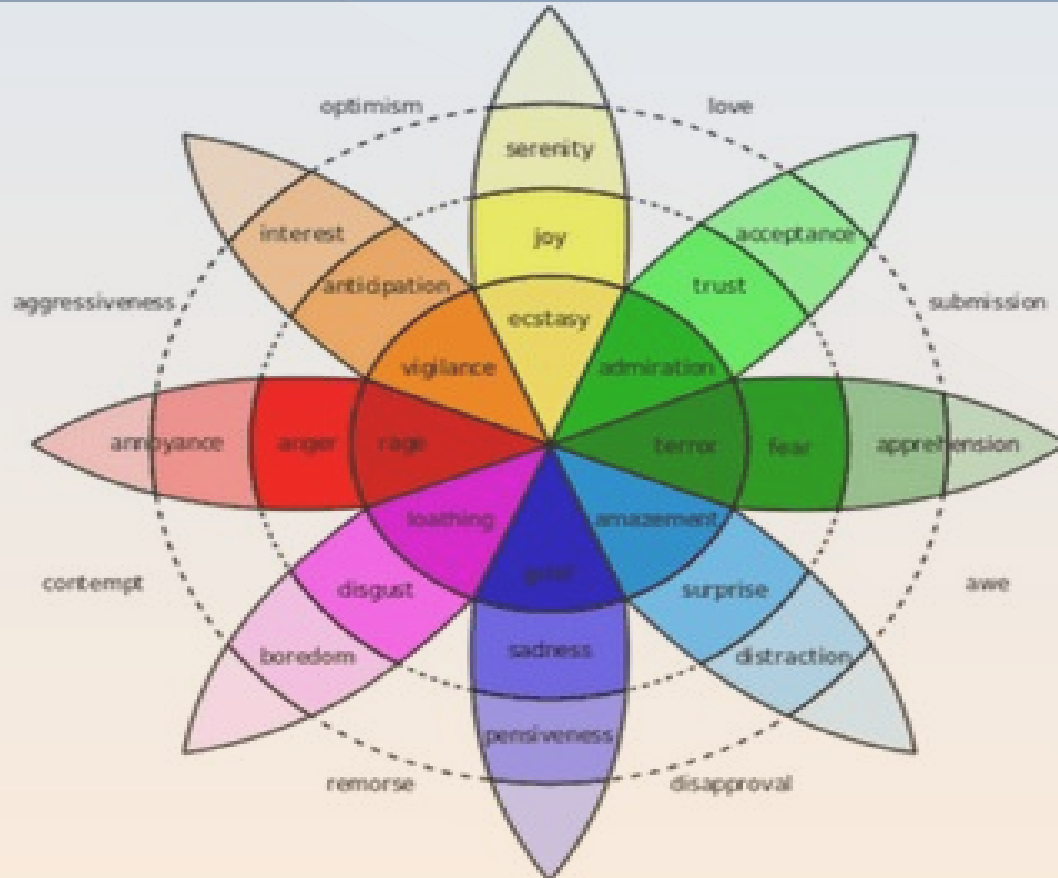 optimism
love
serenity
interest
acceptance
joy
anticipation
trust
aggressiveness
submission
ecstasy
vigilance
admiration
annoyance
anger
rage
terror
fear
apprehension
loathing
amazement
grief
contempt
disgust
surprise
awe
boredom
sadness
distraction
pensiveness
remorse
disapproval